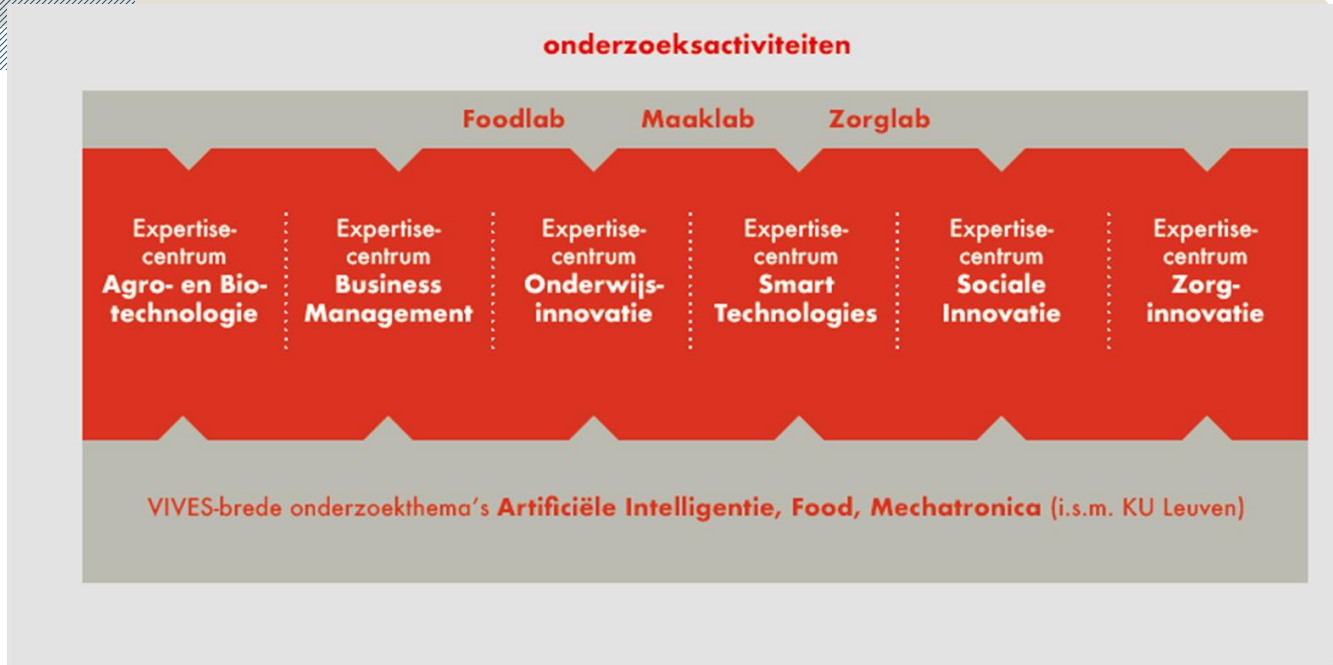 onderzoeksactiviteiten
Foodlab Maaklab Zorglab
Expertise-
centrum
Agro- en Bio-
technologie
Expertise-
centrum
Business
Management
Expertise-
centrum
Onderwijs-
innovatie
Expertise-
centrum
Smart
Technologies
Expertise-
centrum
Sociale
Innovatie
Expertise-
centrum
Zorg-
innovatie
VIVES-brede onderzoekthema's Artificiële Intelligentie, Food, Mechatronica (i.s.m. KU Leuven)